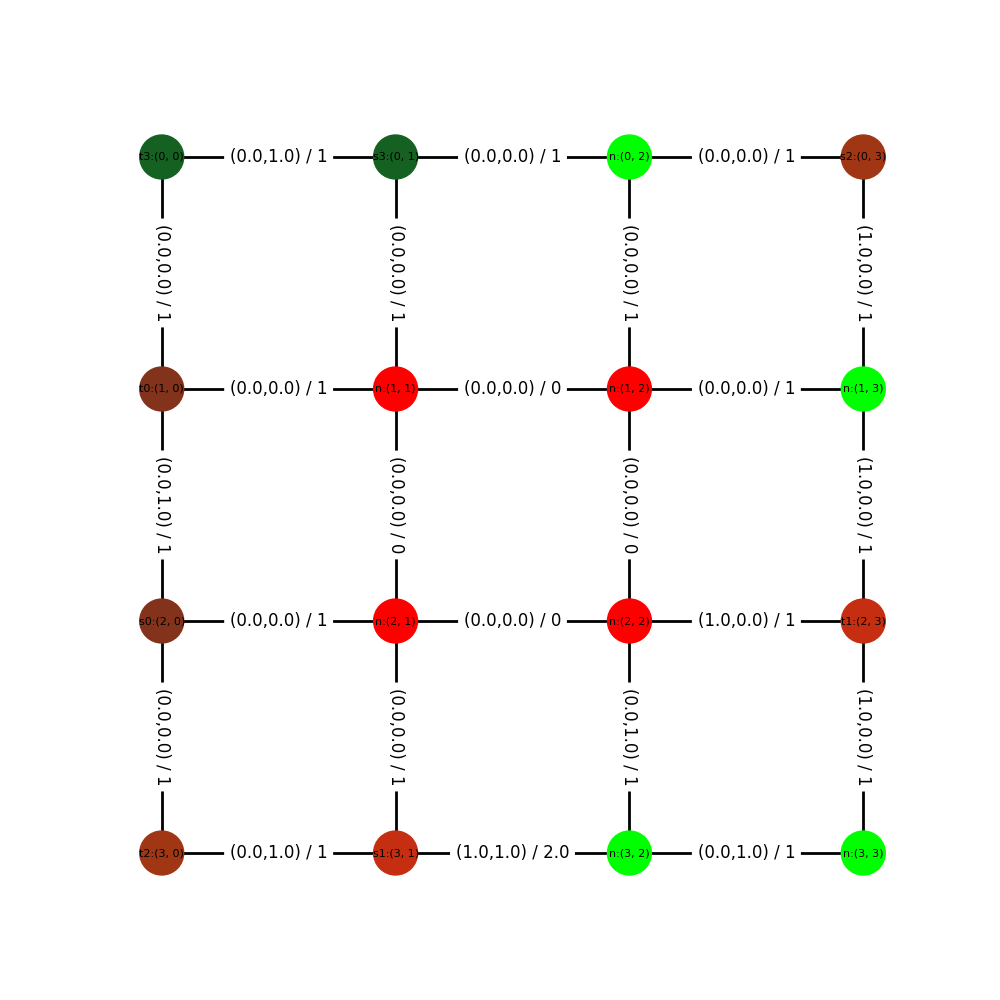 t3:(0, 0) (0.0,1.0) / 1 s3:(0, 1) (0.0,0.0) / 1 n:(0, 2) (0.0,0.0) / 1 s2:(0, 3)
(0.0,0.0) / 1 (0.0,0.0) / 1 (0.0,0.0) / 1 (1.0,0.0) / 1
t0:(1, 0) (0.0,0.0) / 1 n:(1, 1) (0.0,0.0) / 0 n:(1, 2) (0.0,0.0) / 1 n:(1, 3)
(0.0,1.0) / 1 (0.0,0.0) / 0 (0.0,0.0) / 0 (1.0,0.0) / 1
s0:(2, 0) (0.0,0.0) / 1 n:(2, 1) (0.0,0.0) / 0 n:(2, 2) (1.0,0.0) / 1 t1:(2, 3)
(0.0,0.0) / 1 (0.0,0.0) / 1 (0.0,1.0) / 1 (1.0,0.0) / 1
t2:(3, 0) (0.0,1.0) / 1 s1:(3, 1) (1.0,1.0) / 2.0 n:(3, 2) (0.0,1.0) / 1 n:(3, 3)